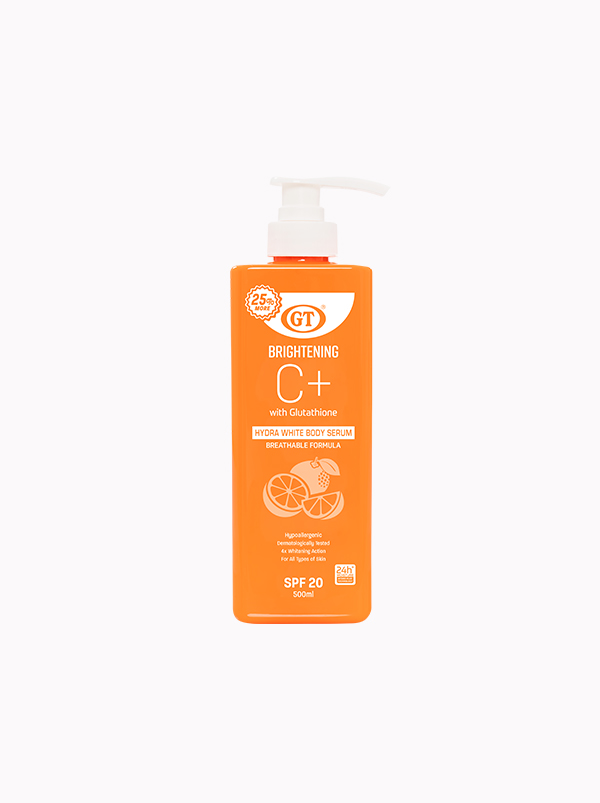 25%
MORE
GT®
BRIGHTENING
C+
with Glutathione
HYDRA WHITE BODY SERUM
BREATHABLE FORMULA
Hypoallergenic
Dermatologically Tested
4x Whitening Action
For All Types of Skin
24h
SPF 20
500ml